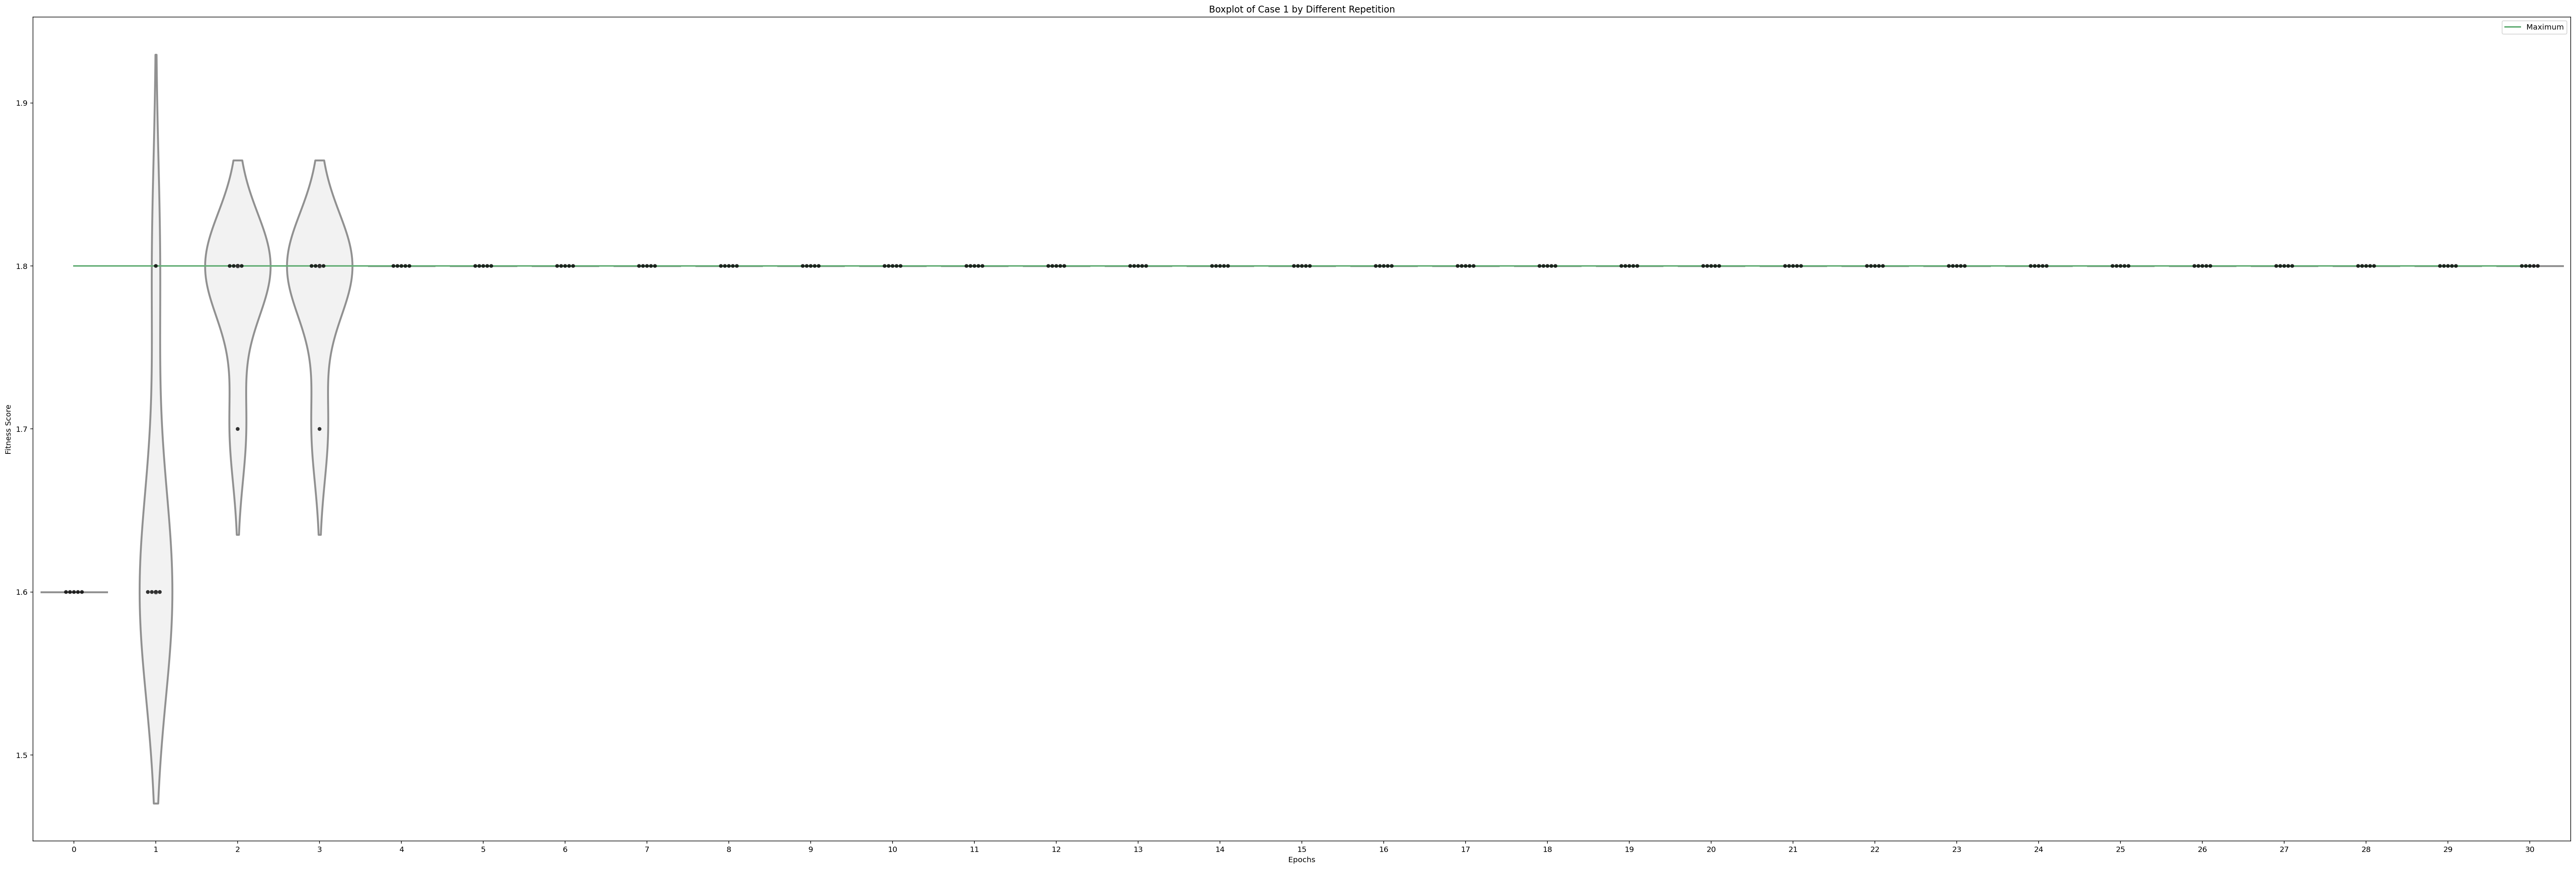 Boxplot of Case 1 by Different Repetition
Maximum
1.9
1.8
1.7
1.6
1.5
Fitness Score
0 1 2 3 4 5 6 7 8 9 10 11 12 13 14 15 16 17 18 19 20 21 22 23 24 25 26 27 28 29 30
Epochs